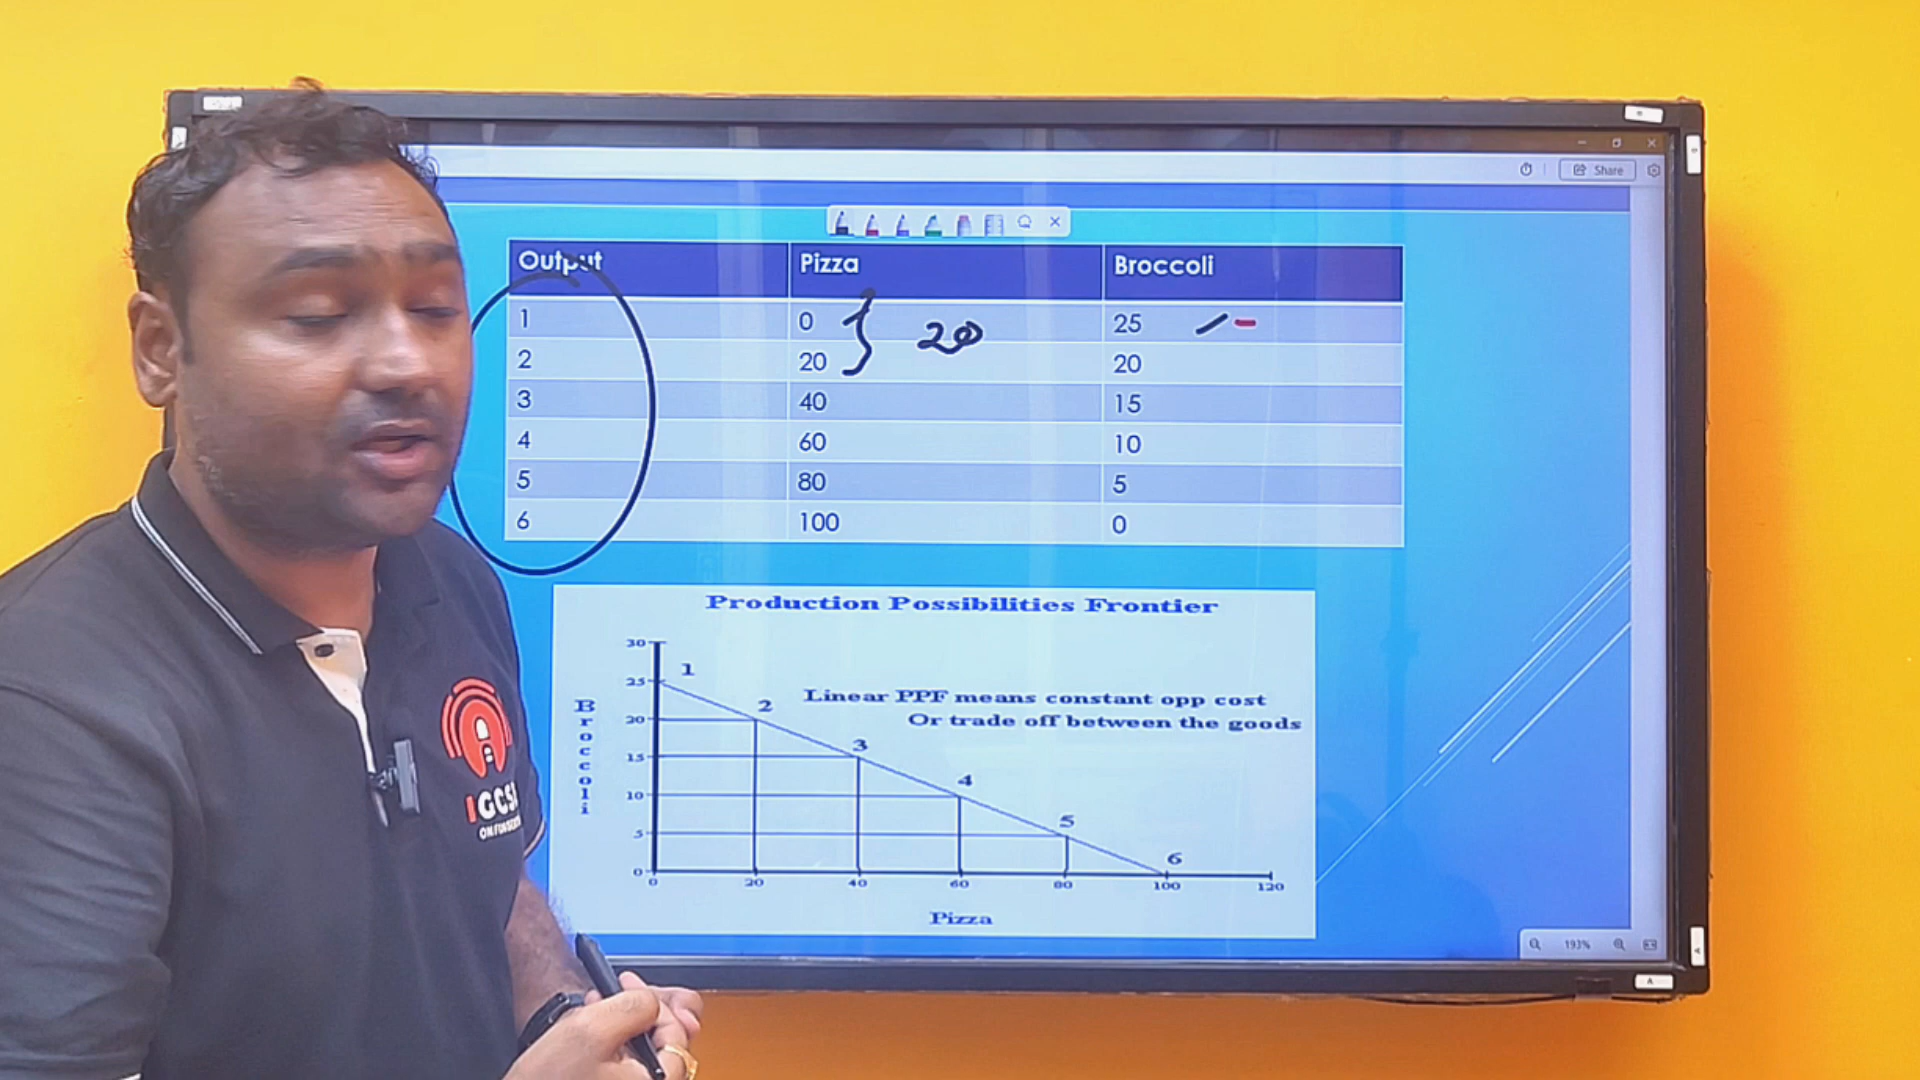 Share
Output Pizza Broccoli
1 0 25
2 20 20
3 40 15
4 60 10
5 80 5
6 100 0
20
Production Possibilities Frontier
30
25
20
15
10
5
0
Broccoli
1
2
3
4
5
6
Linear PPF means constant opp cost
Or trade off between the goods
0 20 40 60 80 100 120
Pizza
193%
IGCSE
A